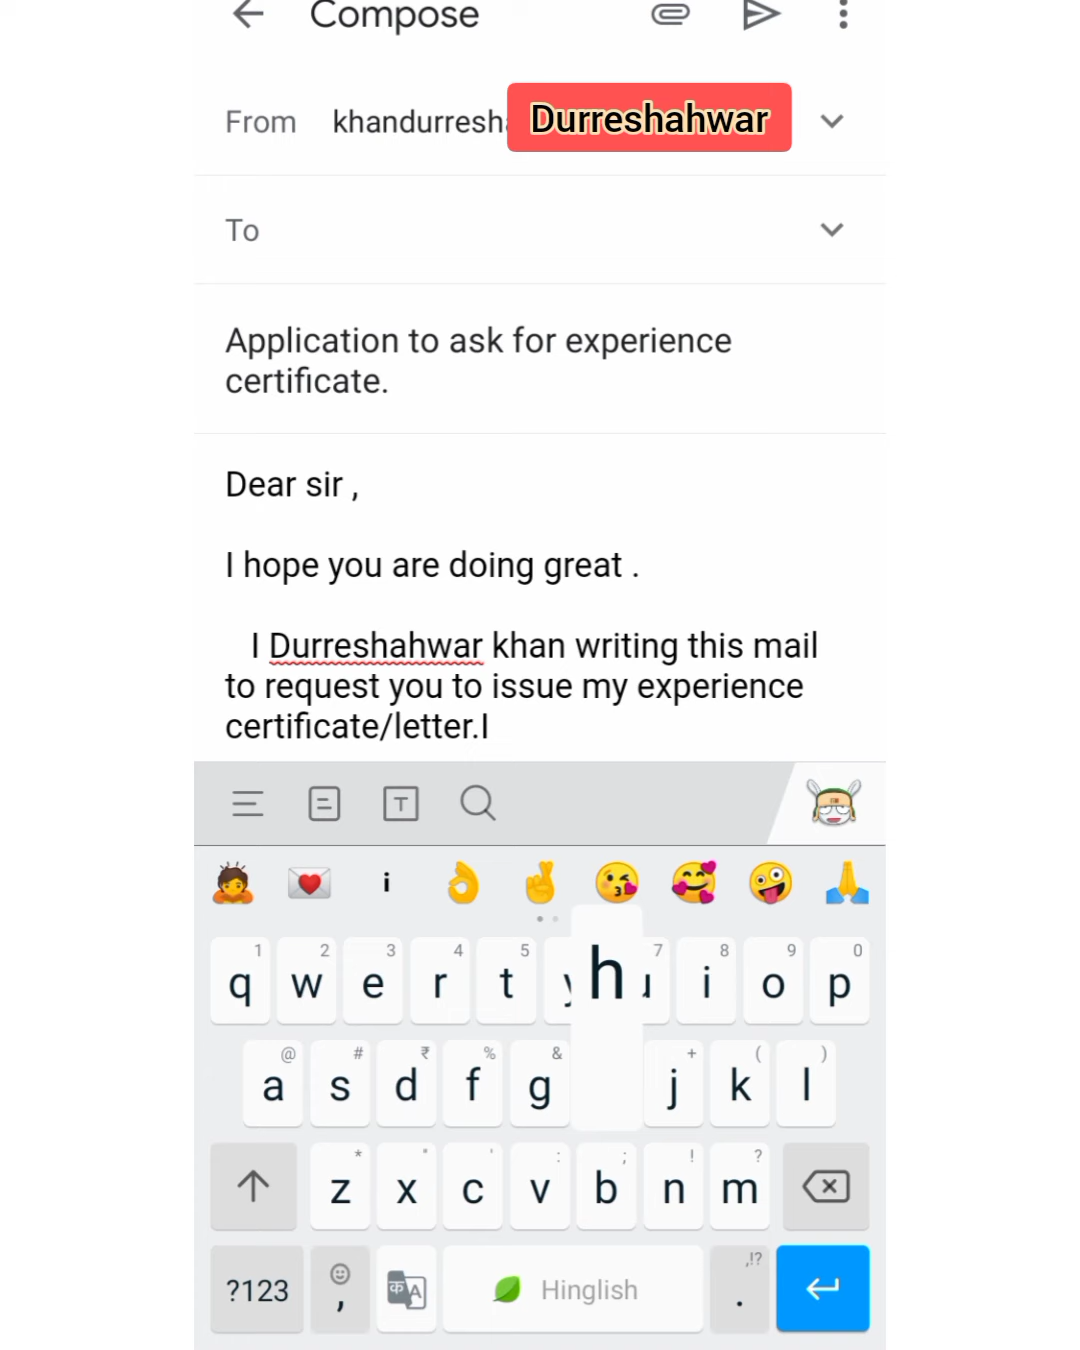 Compose
From khandurresh Durreshahwar
To
Application to ask for experience
certificate.
Dear sir ,
I hope you are doing great .
I Durreshahwar khan writing this mail
to request you to issue my experience
certificate/letter.I
T
i
1 2 3 4 5 7 8 9 0
q w e r t y h u i o p
@ # ₹ % & + ( )
a s d f g j k l
* " ' : ; ! ?
z x c v b n m
?123 , क A Hinglish ,!? .